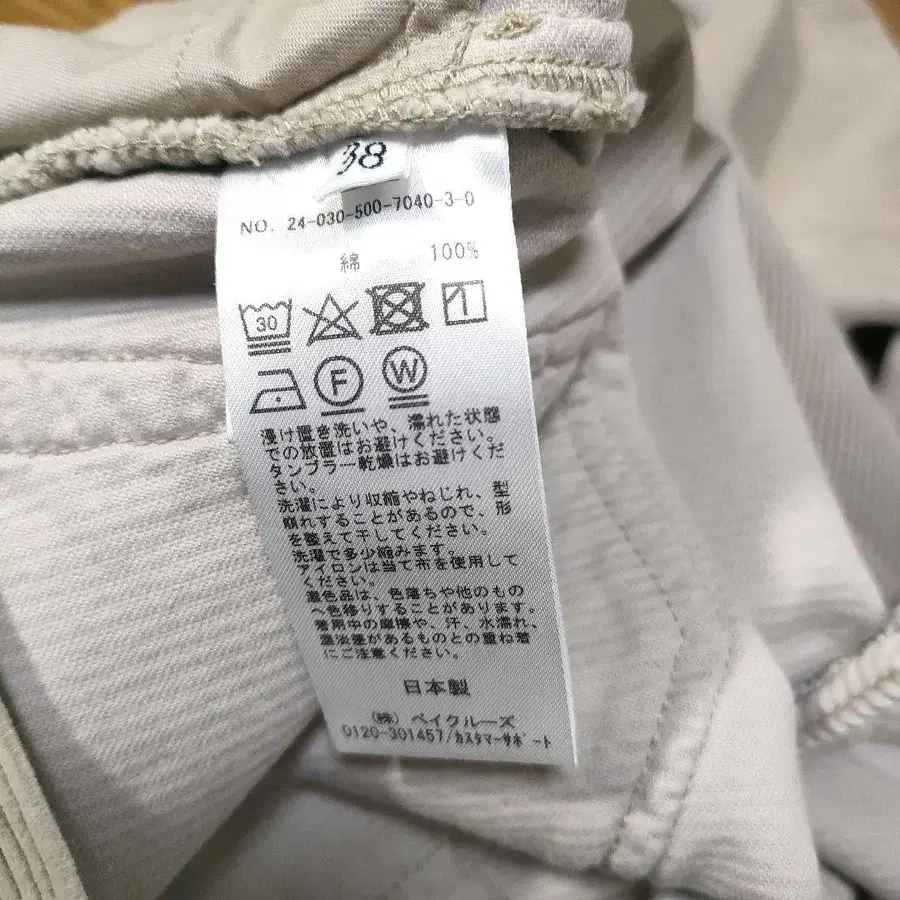 38
NO. 24-030-500-7040-3-0
綿 100%
30
F W
浸け置き洗いや、濡れた状態
での放置はお避けください。
タンブラー乾燥はお避けくだ
さい。
洗濯により収縮やねじれ、型
崩れすることがあるので、形
を整えて干してください。
洗濯で多少縮みます。
アイロンは当て布を使用して
ください。
濃色品は、色落ちや他のもの
へ色移りすることがあります。
着用中の摩擦や、汗、水濡れ、
濃淡差があるものとの重ね着
にご注意ください。
日本製
(株) ベイクルーズ
0120-301457/カスタマーサポート